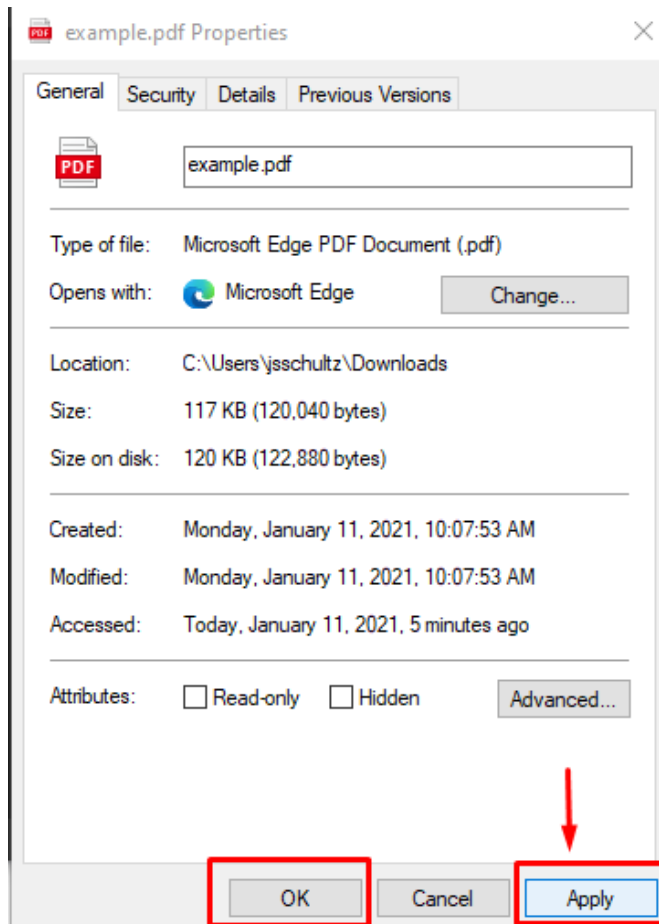 PDF example.pdf Properties
General Security Details Previous Versions
PDF example.pdf
Type of file: Microsoft Edge PDF Document (.pdf)
Opens with: Microsoft Edge Change...
Location: C:\Users\jsschultz\Downloads
Size: 117 KB (120,040 bytes)
Size on disk: 120 KB (122,880 bytes)
Created: Monday, January 11, 2021, 10:07:53 AM
Modified: Monday, January 11, 2021, 10:07:53 AM
Accessed: Today, January 11, 2021, 5 minutes ago
Attributes: Read-only Hidden Advanced...
OK Cancel Apply